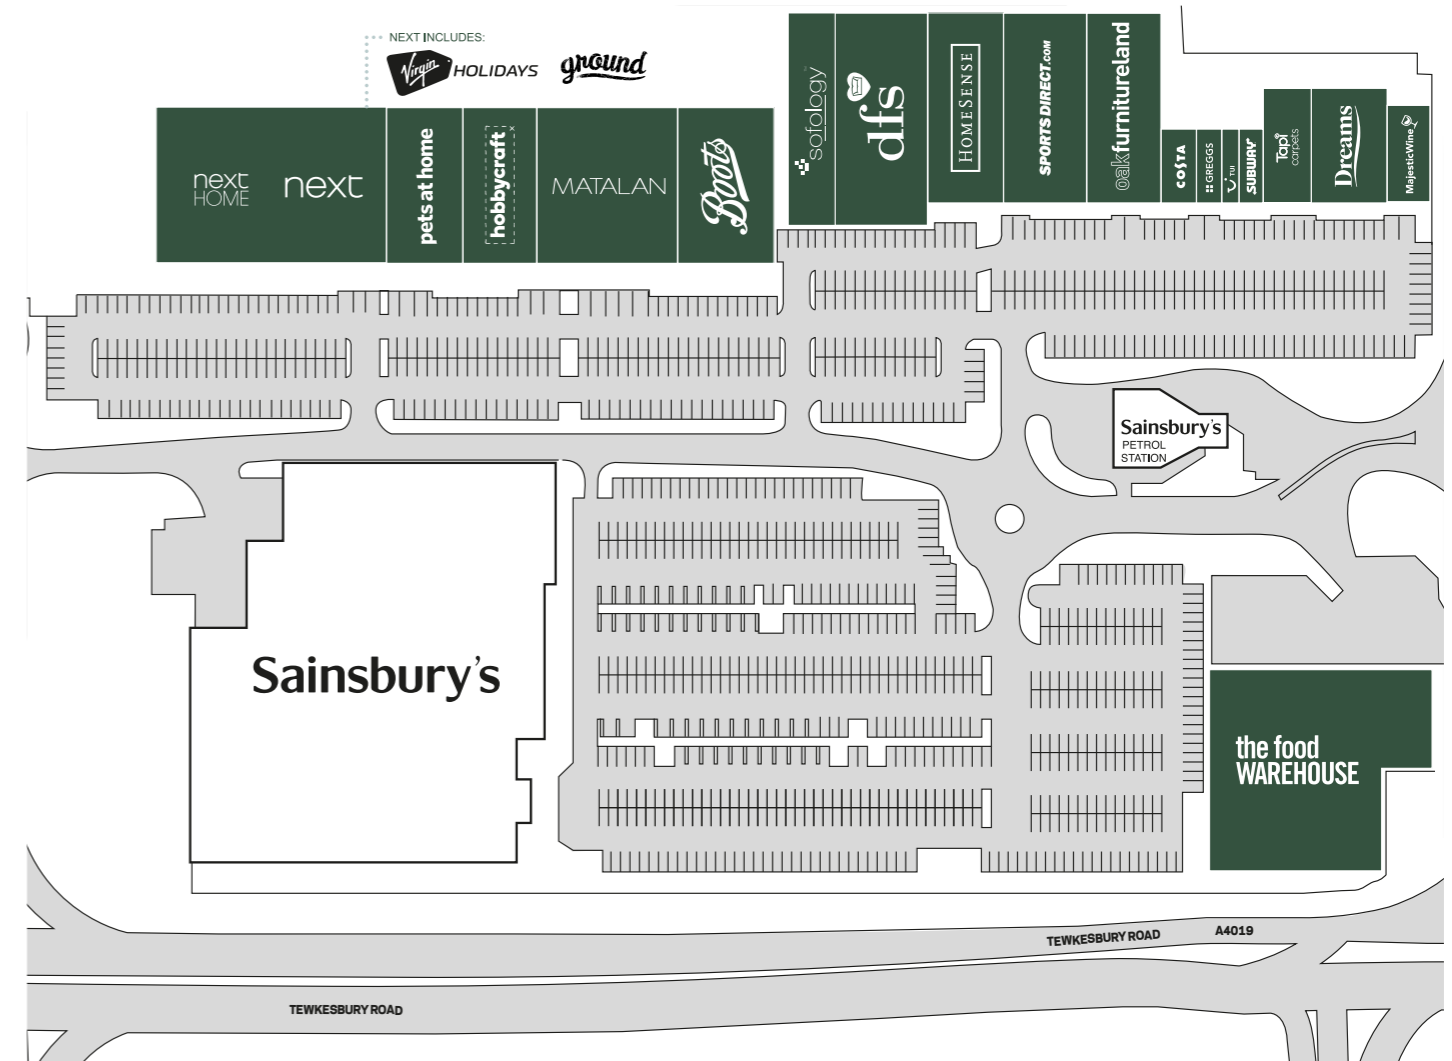 NEXT INCLUDES:
Virgin HOLIDAYS
ground
next
HOME
next
pets at home
hobbycraft
MATALAN
Boots
sofology
dfs
HOMESENSE
SPORTS DIRECT.COM
oakfurnitureland
COSTA
GREGGS
TUI
SUBWAY
Tapi
carpets
Dreams
MajesticWine
Sainsbury's
PETROL
STATION
Sainsbury's
the food
WAREHOUSE
TEWKESBURY ROAD
A4019
TEWKESBURY ROAD